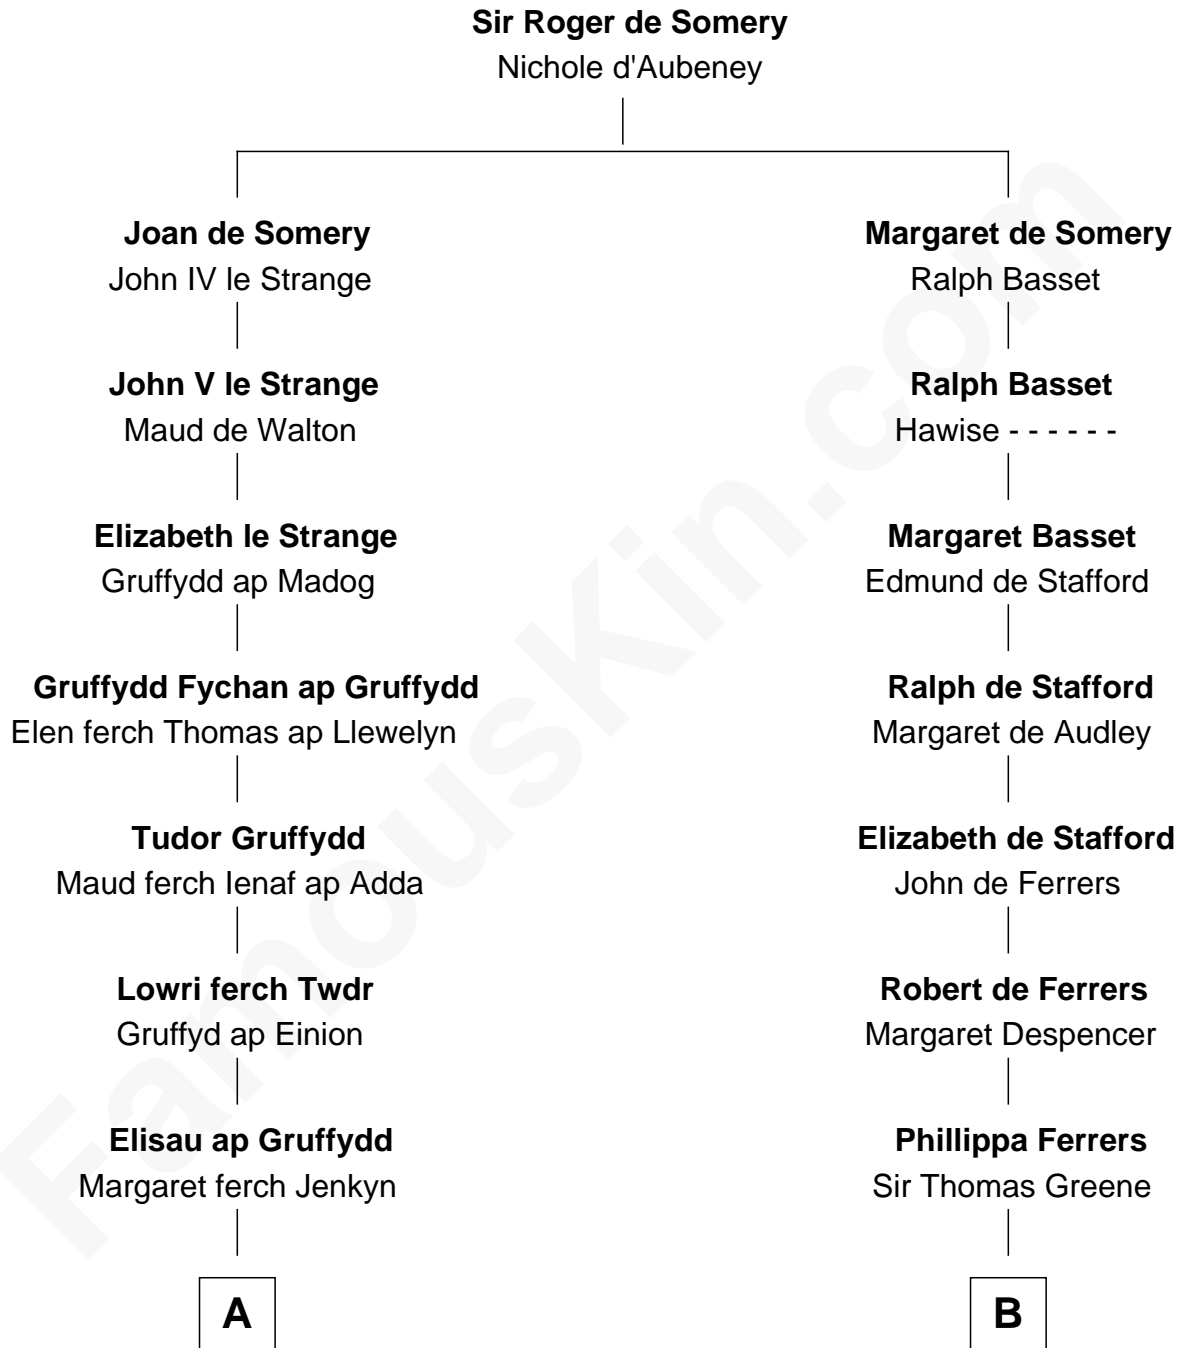 Sir Roger de Somery
Nichole d'Aubeney
Joan de Somery
John IV le Strange
John V le Strange
Maud de Walton
Elizabeth le Strange
Gruffydd ap Madog
Gruffydd Fychan ap Gruffydd
Elen ferch Thomas ap Llewelyn
Tudor Gruffydd
Maud ferch Ienaf ap Adda
Lowri ferch Twdr
Gruffyd ap Einion
Elisau ap Gruffydd
Margaret ferch Jenkyn
A
Margaret de Somery
Ralph Basset
Ralph Basset
Hawise - - - - - -
Margaret Basset
Edmund de Stafford
Ralph de Stafford
Margaret de Audley
Elizabeth de Stafford
John de Ferrers
Robert de Ferrers
Margaret Despencer
Phillippa Ferrers
Sir Thomas Greene
B
FamousKin.com